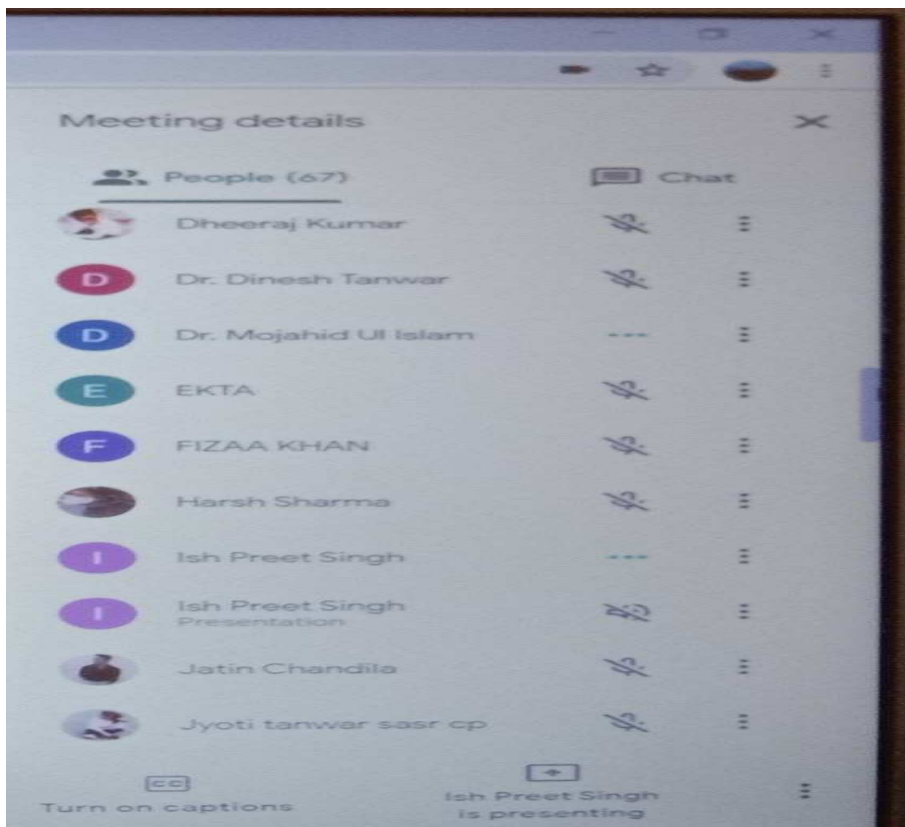 Meeting details
People (67)
Chat
Dheeraj Kumar
D
Dr. Dinesh Tanwar
D
Dr. Mojahid Ul Islam
E
EKTA
F
FIZAA KHAN
Harsh Sharma
I
Ish Preet Singh
I
Ish Preet Singh
Presentation
Jatin Chandila
Jyoti tanwar sasr cp
CC
Turn on captions
Ish Preet Singh
is presenting